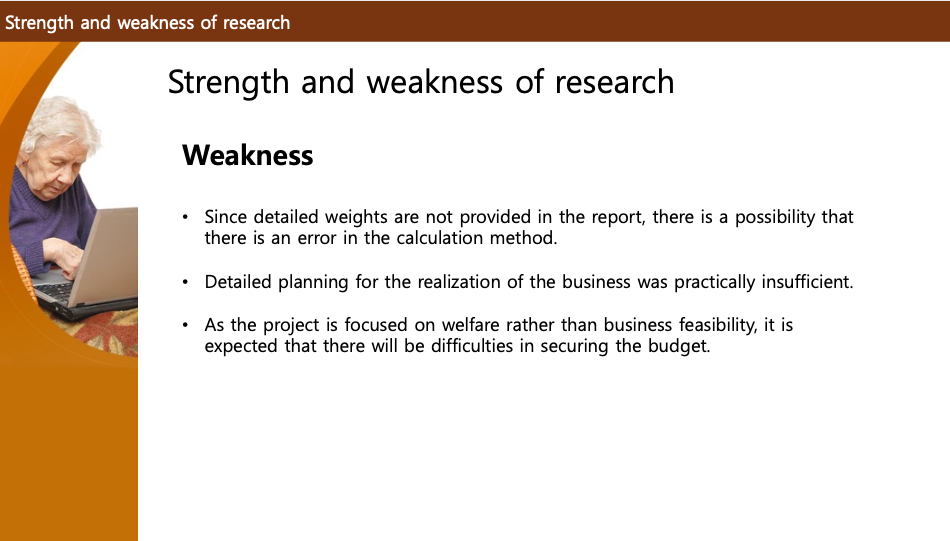 Strength and weakness of research
Strength and weakness of research
Weakness
• Since detailed weights are not provided in the report, there is a possibility that
there is an error in the calculation method.
• Detailed planning for the realization of the business was practically insufficient.
• As the project is focused on welfare rather than business feasibility, it is
expected that there will be difficulties in securing the budget.